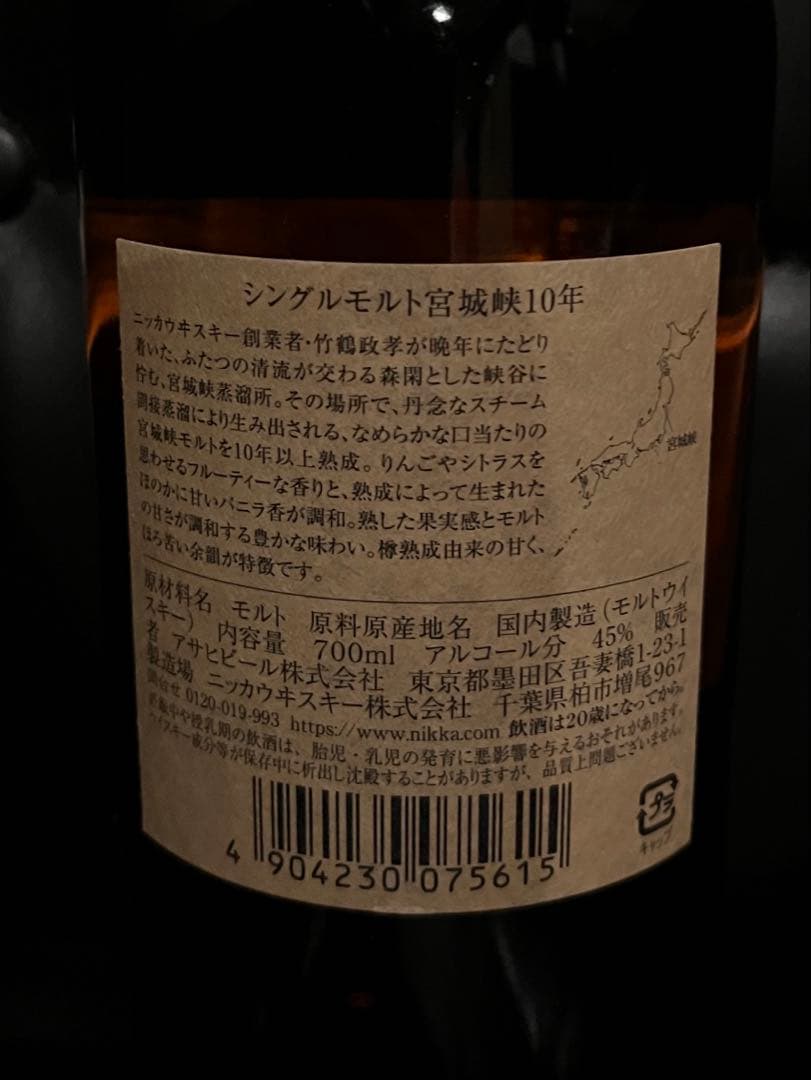 シングルモルト宮城峡10年
ニッカウヰスキー創業者・竹鶴政孝が晩年にたどり
着いた、ふたつの清流が交わる森閑とした峡谷に
佇む、宮城峡蒸溜所。その場所で、丹念なスチーム
間接蒸溜により生み出される、なめらかな口当たりの
宮城峡モルトを10年以上熟成。りんごやシトラスを
思わせるフルーティーな香りと、熟成によって生まれた
ほのかに甘いバニラ香が調和。熟した果実感とモルト
の甘さが調和する豊かな味わい。樽熟成由来の甘く、
ほろ苦い余韻が特徴です。
宮城峡
原材料名 モルト 原料原産地名 国内製造(モルトウイ
スキー) 内容量 700ml アルコール分 45% 販売
者 アサヒビール株式会社 東京都墨田区吾妻橋1-23-1
製造場 ニッカウヰスキー株式会社 千葉県柏市増尾967
問合せ 0120-019-993 https://www.nikka.com 飲酒は20歳になってから。
妊娠中や授乳期の飲酒は、胎児・乳児の発育に悪影響を与えるおそれがあります。
ウイスキー成分等が保存中に析出し沈殿することがありますが、品質上問題ございません。
プラ
キャップ
4 904230 075615